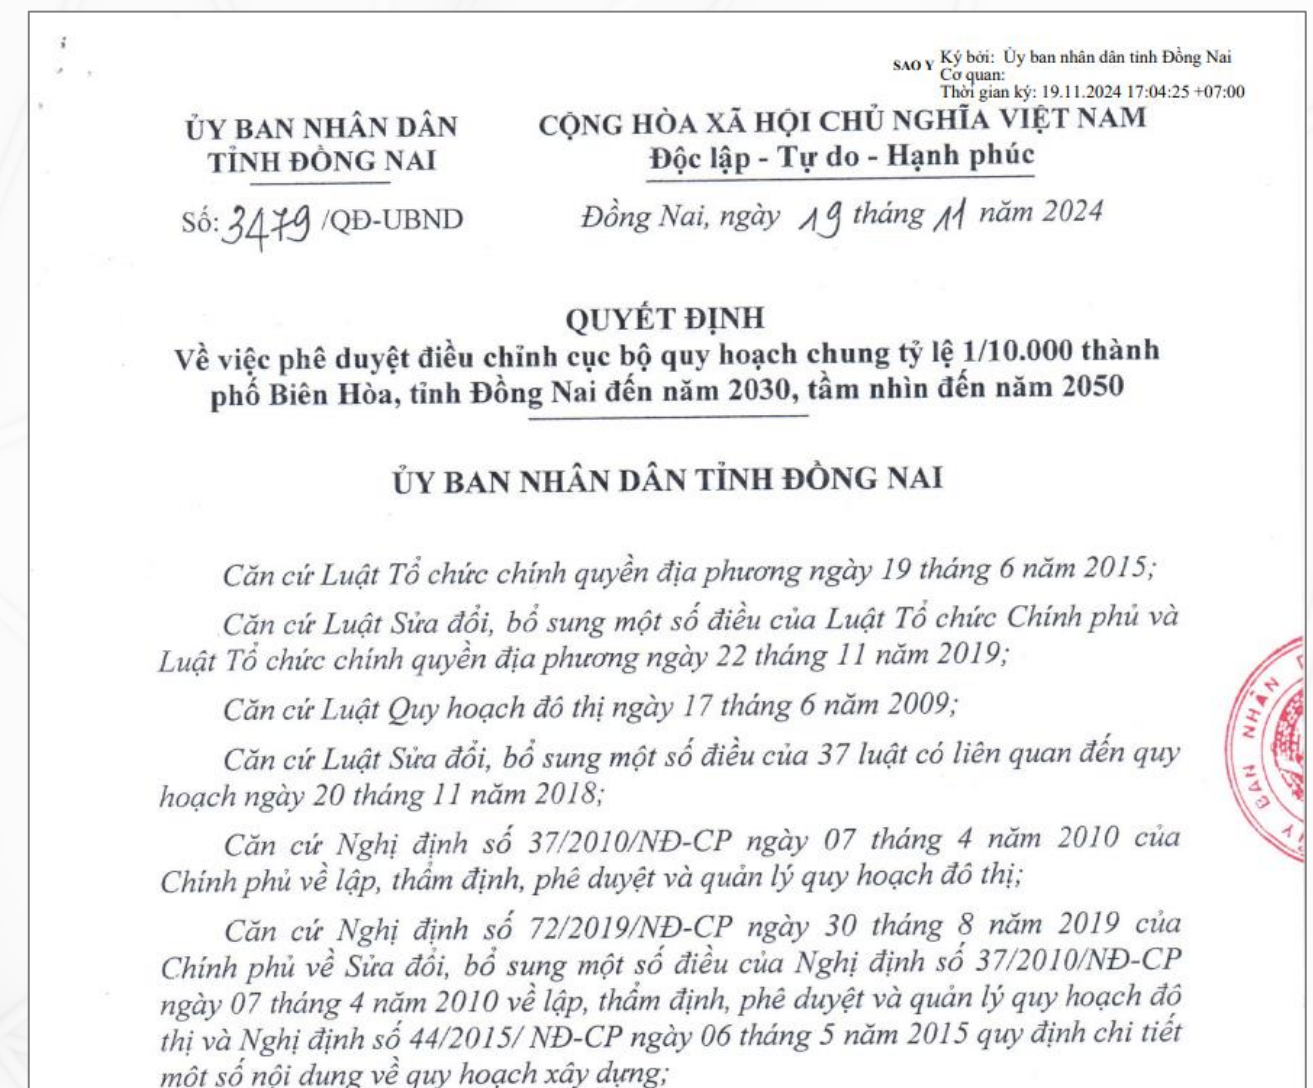 SAO Y
Ký bởi: Ủy ban nhân dân tỉnh Đồng Nai
Cơ quan:
Thời gian ký: 19.11.2024 17:04:25 +07:00
ỦY BAN NHÂN DÂN
TỈNH ĐỒNG NAI
CỘNG HÒA XÃ HỘI CHỦ NGHĨA VIỆT NAM
Độc lập - Tự do - Hạnh phúc
Số: 3479 /QĐ-UBND
Đồng Nai, ngày 19 tháng 11 năm 2024
QUYẾT ĐỊNH
Về việc phê duyệt điều chỉnh cục bộ quy hoạch chung tỷ lệ 1/10.000 thành
phố Biên Hòa, tỉnh Đồng Nai đến năm 2030, tầm nhìn đến năm 2050
ỦY BAN NHÂN DÂN TỈNH ĐỒNG NAI
Căn cứ Luật Tổ chức chính quyền địa phương ngày 19 tháng 6 năm 2015;
Căn cứ Luật Sửa đổi, bổ sung một số điều của Luật Tổ chức Chính phủ và
Luật Tổ chức chính quyền địa phương ngày 22 tháng 11 năm 2019;
Căn cứ Luật Quy hoạch đô thị ngày 17 tháng 6 năm 2009;
Căn cứ Luật Sửa đổi, bổ sung một số điều của 37 luật có liên quan đến quy
hoạch ngày 20 tháng 11 năm 2018;
Căn cứ Nghị định số 37/2010/NĐ-CP ngày 07 tháng 4 năm 2010 của
Chính phủ về lập, thẩm định, phê duyệt và quản lý quy hoạch đô thị;
Căn cứ Nghị định số 72/2019/NĐ-CP ngày 30 tháng 8 năm 2019 của
Chính phủ về Sửa đổi, bổ sung một số điều của Nghị định số 37/2010/NĐ-CP
ngày 07 tháng 4 năm 2010 về lập, thẩm định, phê duyệt và quản lý quy hoạch đô
thị và Nghị định số 44/2015/ NĐ-CP ngày 06 tháng 5 năm 2015 quy định chi tiết
một số nội dung về quy hoạch xây dựng;
BAN NHÂN